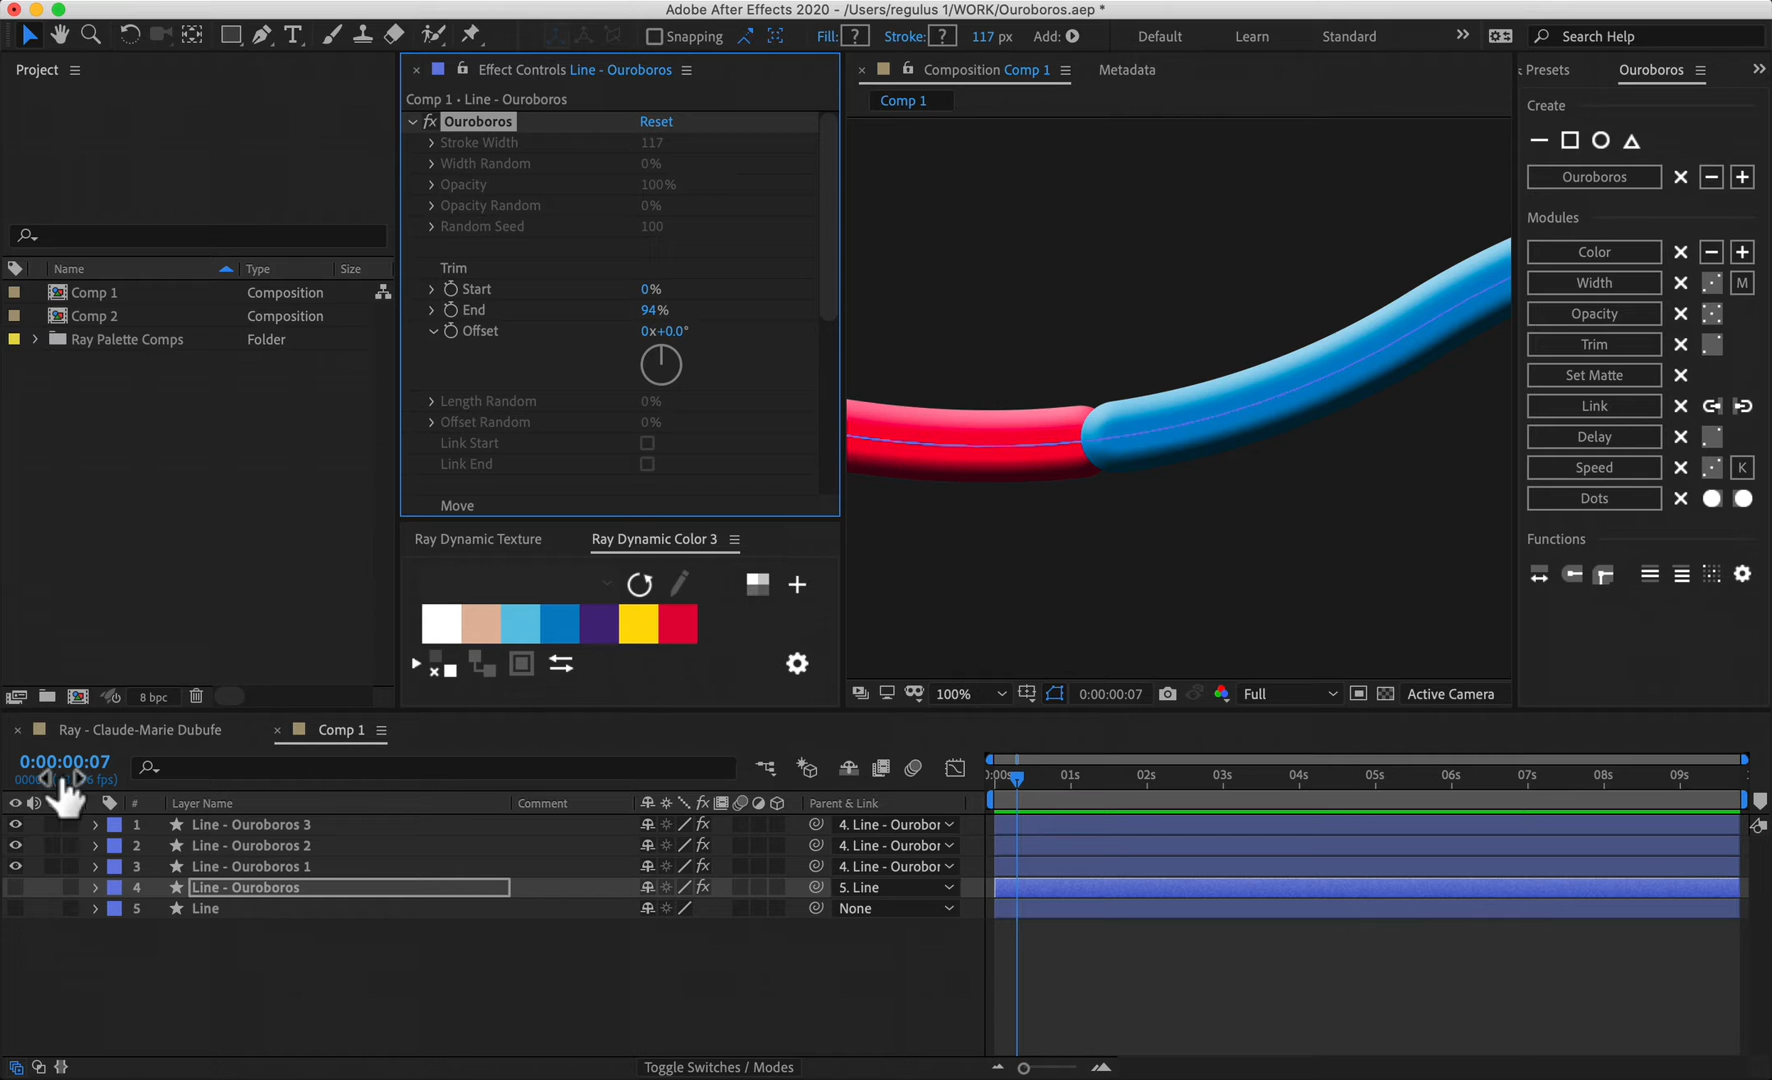 Adobe After Effects 2020 - /Users/regulus 1/WORK/Ouroboros.aep *
Snapping
Fill: ?
Stroke: ?
117 px
Add:
Default
Learn
Standard
Search Help
Project
Effect Controls Line - Ouroboros
Composition Comp 1
Metadata
Presets
Ouroboros
Comp 1 • Line - Ouroboros
Comp 1
Create
fx Ouroboros Reset
Stroke Width 117
Width Random 0%
Opacity 100%
Opacity Random 0%
Random Seed 100
Trim
Start 0%
End 94%
Offset 0x+0.0°
Length Random 0%
Offset Random 0%
Link Start
Link End
Move
Ouroboros
Modules
Color
Width M
Opacity
Trim
Set Matte
Link
Delay
Speed K
Dots
Functions
Name Type Size
Comp 1 Composition
Comp 2 Composition
Ray Palette Comps Folder
8 bpc
Ray Dynamic Texture
Ray Dynamic Color 3
100%
0:00:00:07
Full
Active Camera
Ray - Claude-Marie Dubufe
Comp 1
0:00:00:07
fps)
# Layer Name Comment fx Parent & Link
1 Line - Ouroboros 3 fx 4. Line - Ourobor
2 Line - Ouroboros 2 fx 4. Line - Ourobor
3 Line - Ouroboros 1 fx 4. Line - Ourobor
4 Line - Ouroboros fx 5. Line
5 Line None
:00s 01s 02s 03s 04s 05s 06s 07s 08s 09s
Toggle Switches / Modes